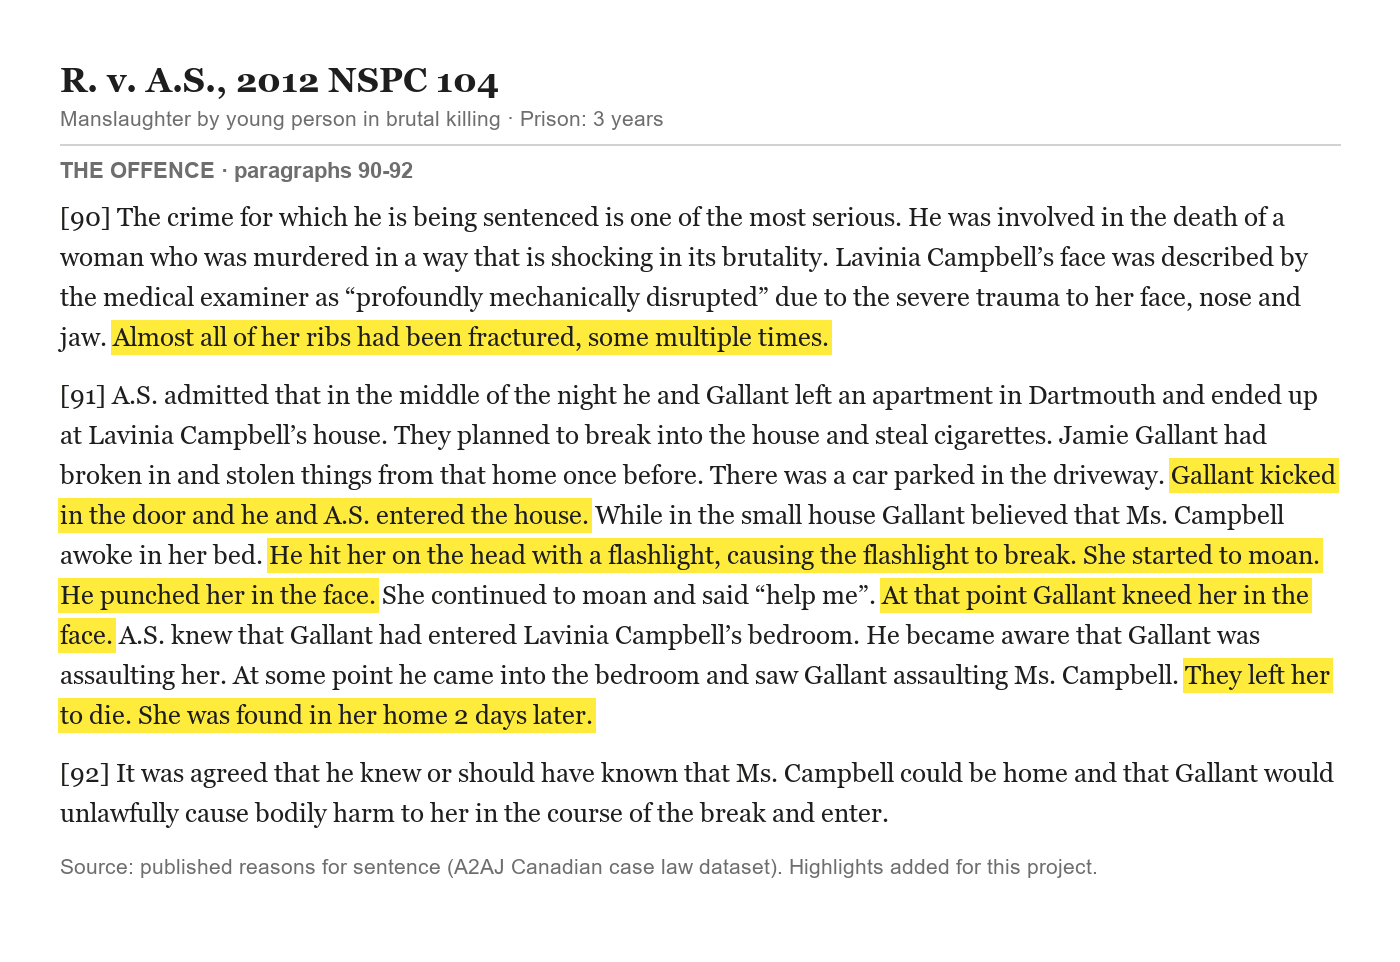 R. v. A.S., 2012 NSPC 104
Manslaughter by young person in brutal killing · Prison: 3 years
THE OFFENCE · paragraphs 90-92
[90] The crime for which he is being sentenced is one of the most serious. He was involved in the death of a
woman who was murdered in a way that is shocking in its brutality. Lavinia Campbell’s face was described by
the medical examiner as “profoundly mechanically disrupted” due to the severe trauma to her face, nose and
jaw. Almost all of her ribs had been fractured, some multiple times.
[91] A.S. admitted that in the middle of the night he and Gallant left an apartment in Dartmouth and ended up
at Lavinia Campbell’s house. They planned to break into the house and steal cigarettes. Jamie Gallant had
broken in and stolen things from that home once before. There was a car parked in the driveway. Gallant kicked
in the door and he and A.S. entered the house. While in the small house Gallant believed that Ms. Campbell
awoke in her bed. He hit her on the head with a flashlight, causing the flashlight to break. She started to moan.
He punched her in the face. She continued to moan and said “help me”. At that point Gallant kneed her in the
face. A.S. knew that Gallant had entered Lavinia Campbell’s bedroom. He became aware that Gallant was
assaulting her. At some point he came into the bedroom and saw Gallant assaulting Ms. Campbell. They left her
to die. She was found in her home 2 days later.
[92] It was agreed that he knew or should have known that Ms. Campbell could be home and that Gallant would
unlawfully cause bodily harm to her in the course of the break and enter.
Source: published reasons for sentence (A2AJ Canadian case law dataset). Highlights added for this project.